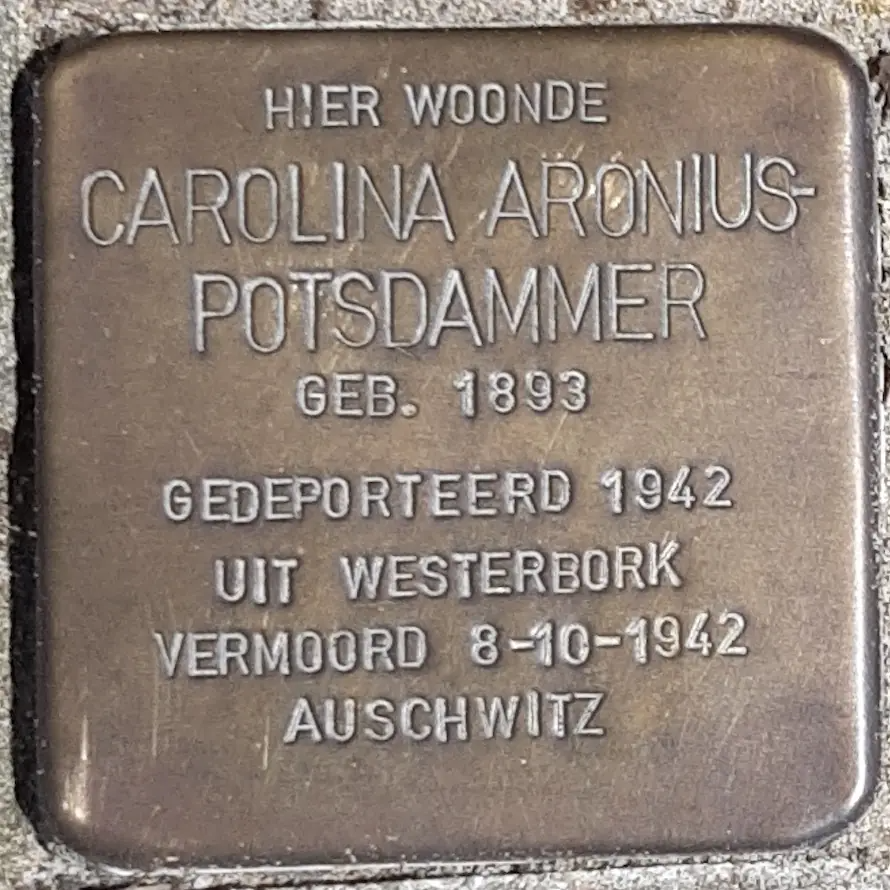 HIER WOONDE
CAROLINA ARONIUS-
POTSDAMMER
GEB. 1893
GEDEPORTEERD 1942
UIT WESTERBORK
VERMOORD 8-10-1942
AUSCHWITZ